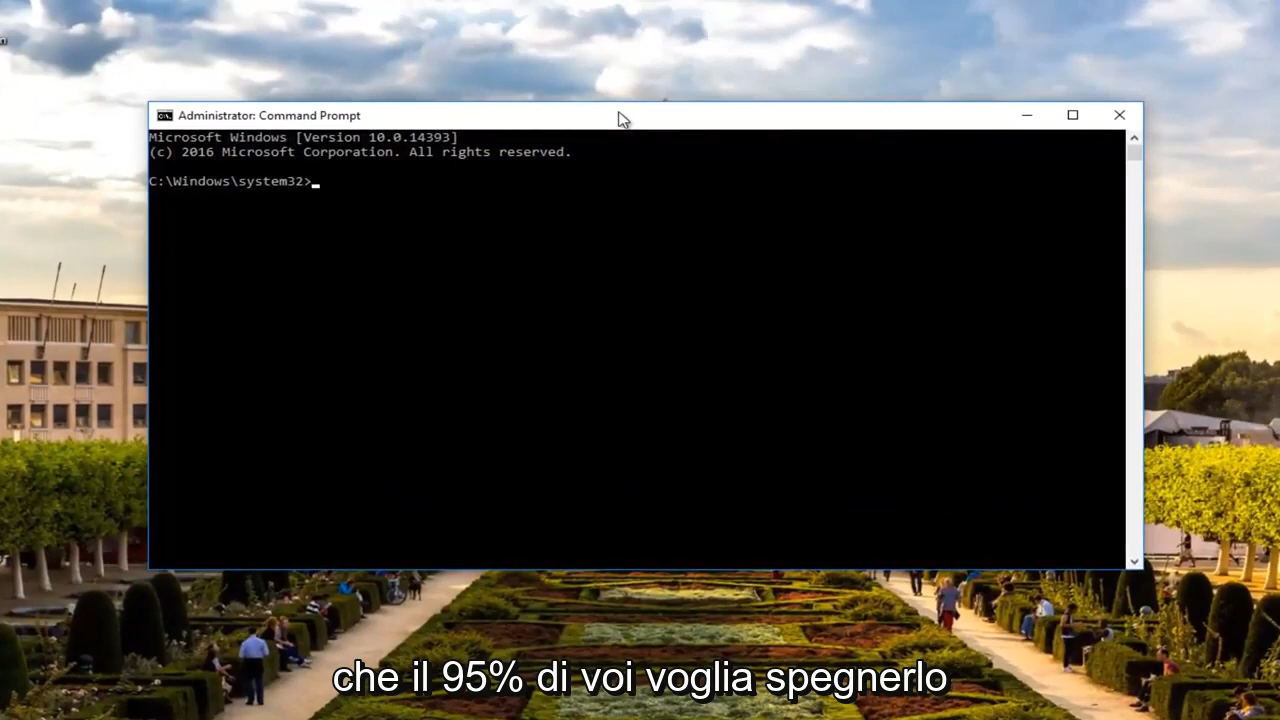 Administrator: Command Prompt
Microsoft Windows [Version 10.0.14393]
(c) 2016 Microsoft Corporation. All rights reserved.
C:\Windows\system32>
che il 95% di voi voglia spegnerlo